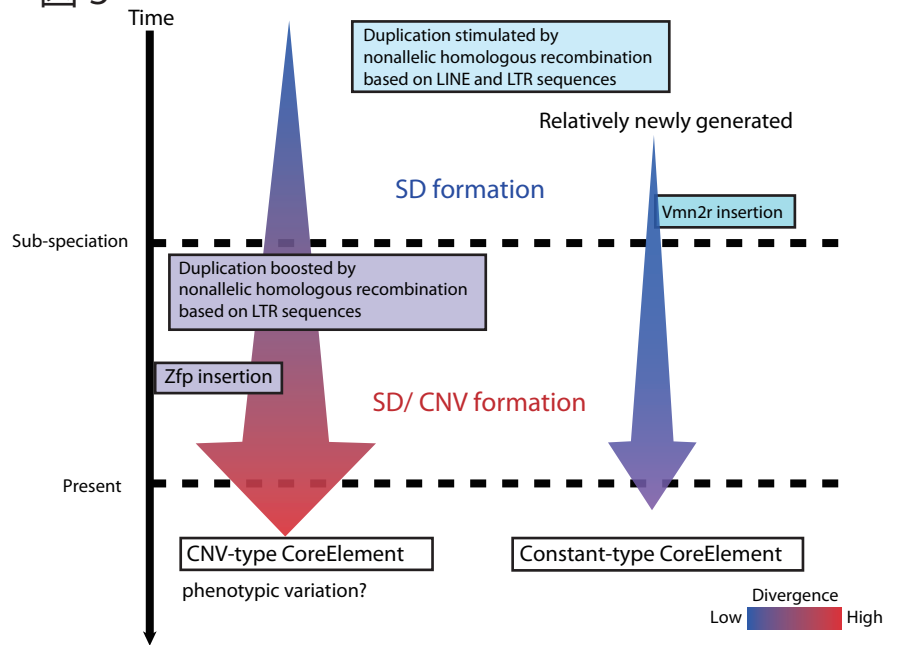 図 5
Time
Duplication stimulated by
nonallelic homologous recombination
based on LINE and LTR sequences
Relatively newly generated
SD formation
Vmn2r insertion
Sub-speciation
Duplication boosted by
nonallelic homologous recombination
based on LTR sequences
Zfp insertion
SD/ CNV formation
Present
CNV-type CoreElement
Constant-type CoreElement
phenotypic variation?
Divergence
Low
High